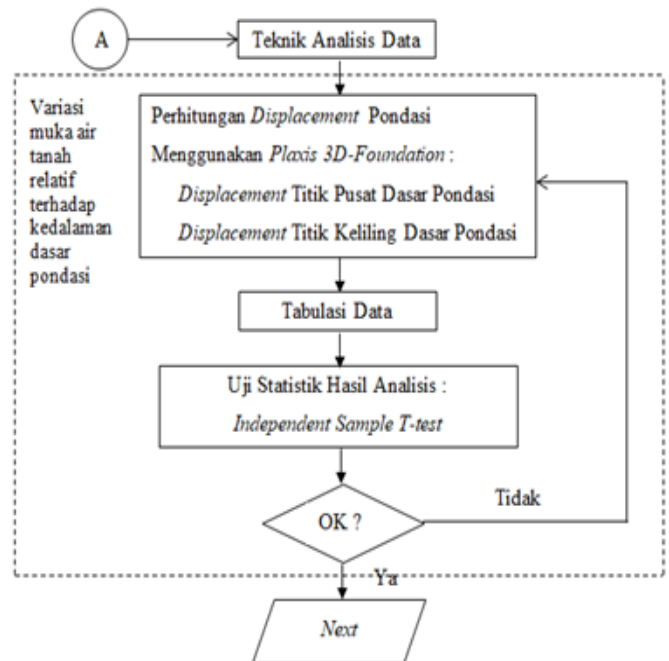 A
Teknik Analisis Data
Variasi
muka air
tanah
relatif
terhadap
kedalaman
dasar
pondasi
Perhitungan Displacement Pondasi
Menggunakan Plaxis 3D-Foundation :
Displacement Titik Pusat Dasar Pondasi
Displacement Titik Keliling Dasar Pondasi
Tabulasi Data
Uji Statistik Hasil Analisis :
Independent Sample T-test
OK ?
Tidak
Ya
Next